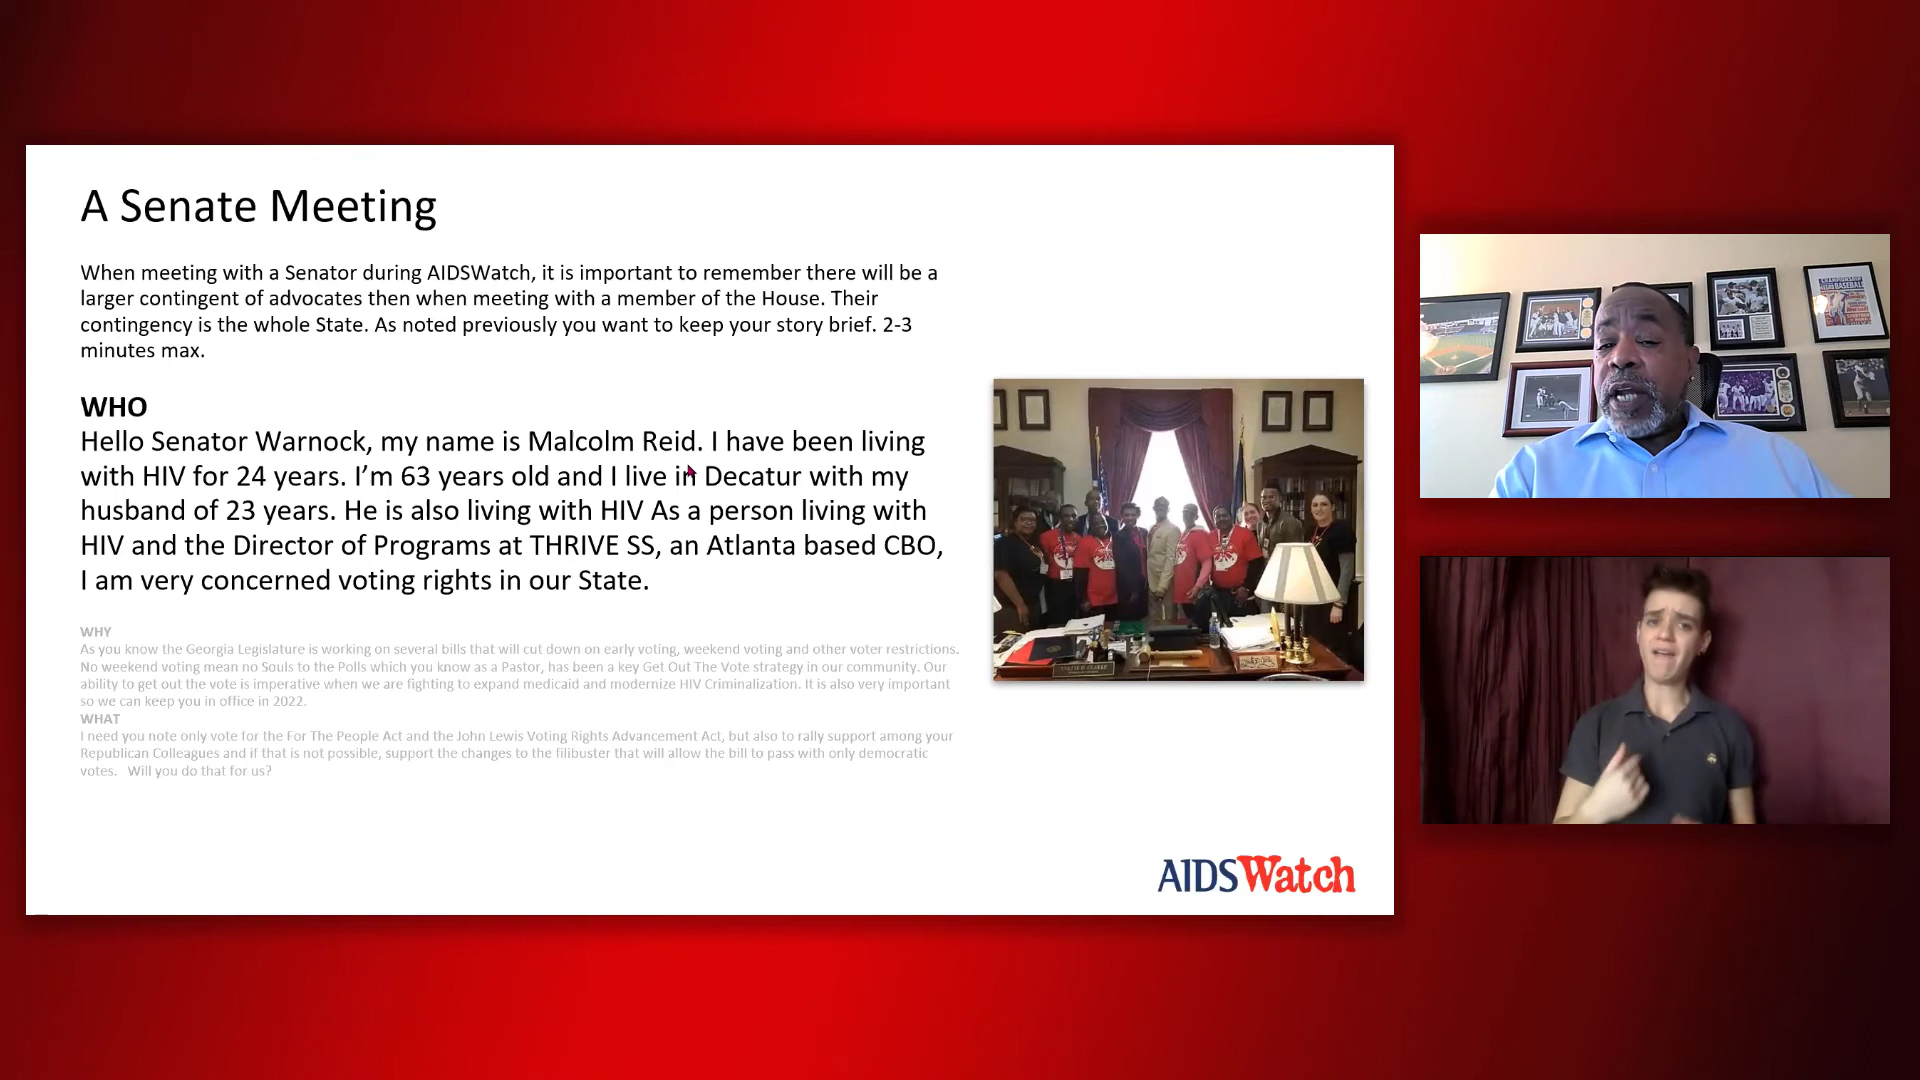 A Senate Meeting
When meeting with a Senator during AIDSWatch, it is important to remember there will be a
larger contingent of advocates then when meeting with a member of the House. Their
contingency is the whole State. As noted previously you want to keep your story brief. 2-3
minutes max.
WHO
Hello Senator Warnock, my name is Malcolm Reid. I have been living
with HIV for 24 years. I’m 63 years old and I live in Decatur with my
husband of 23 years. He is also living with HIV As a person living with
HIV and the Director of Programs at THRIVE SS, an Atlanta based CBO,
I am very concerned voting rights in our State.
WHY
As you know the Georgia Legislature is working on several bills that will cut down on early voting, weekend voting and other voter restrictions.
No weekend voting mean no Souls to the Polls which you know as a Pastor, has been a key Get Out The Vote strategy in our community. Our
ability to get out the vote is imperative when we are fighting to expand medicaid and modernize HIV Criminalization. It is also very important
so we can keep you in office in 2022.
WHAT
I need you note only vote for the For The People Act and the John Lewis Voting Rights Advancement Act, but also to rally support among your
Republican Colleagues and if that is not possible, support the changes to the filibuster that will allow the bill to pass with only democratic
votes. Will you do that for us?
AIDSWatch
BASEBALL